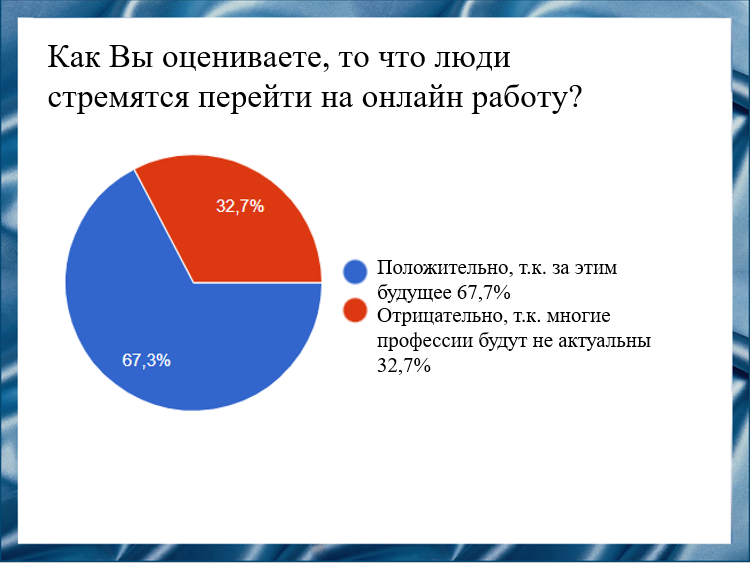 Как Вы оцениваете, то что люди
стремятся перейти на онлайн работу?
32,7%
67,3%
Положительно, т.к. за этим
будущее 67,7%
Отрицательно, т.к. многие
профессии будут не актуальны
32,7%